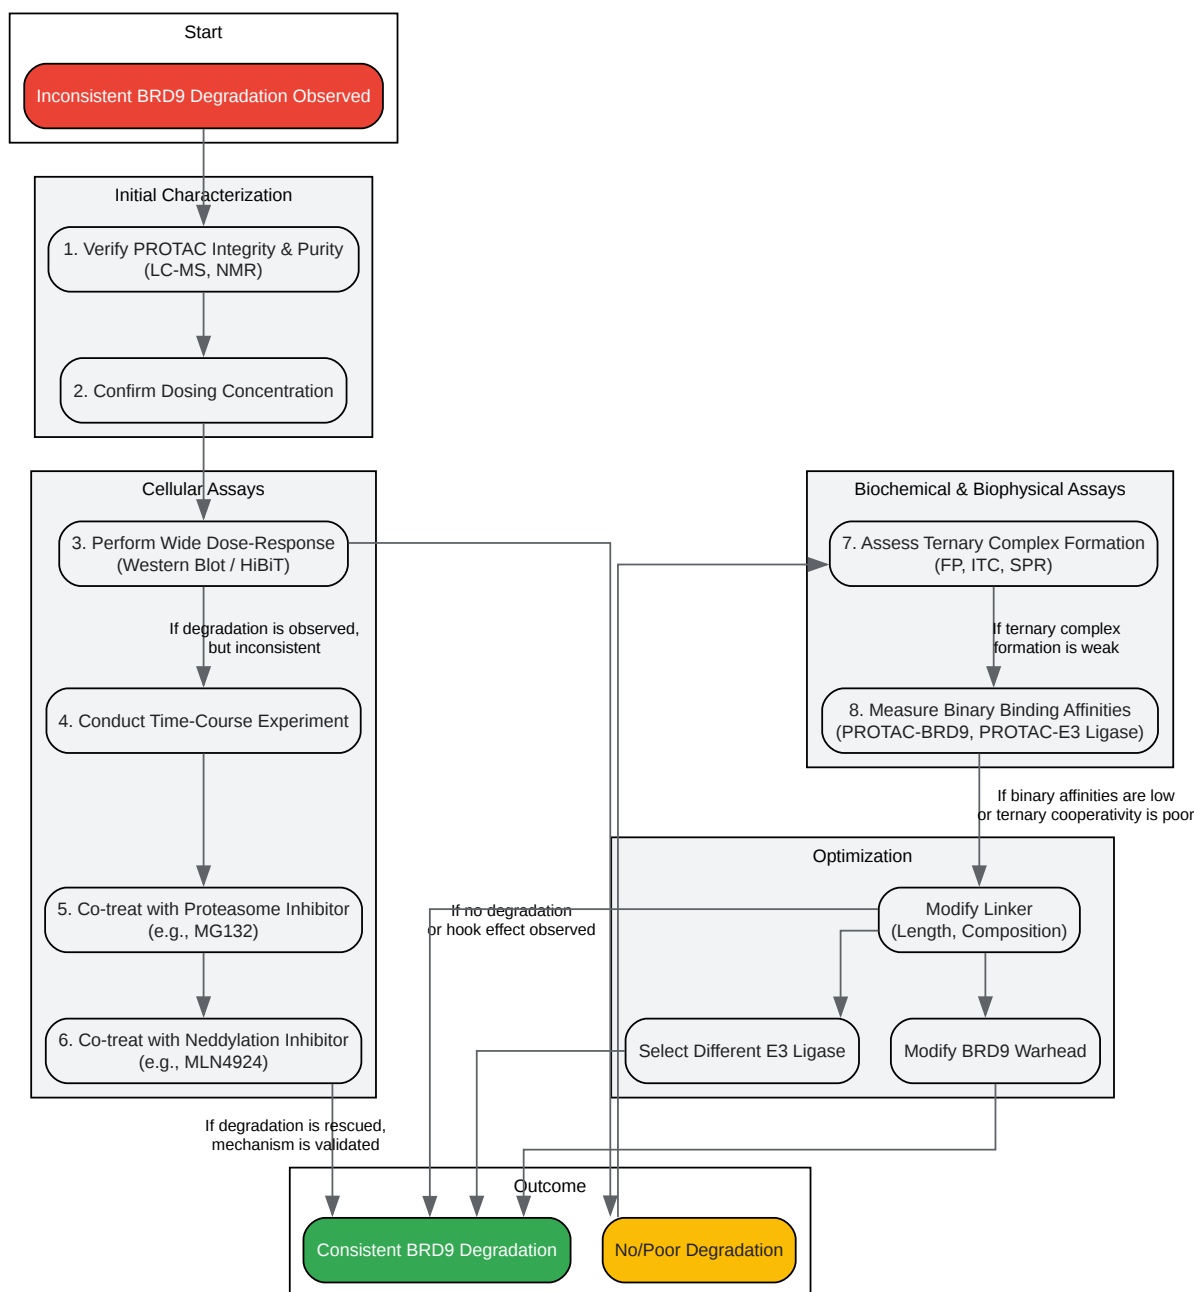 Start
Inconsistent BRD9 Degradation Observed
Initial Characterization
1. Verify PROTAC Integrity & Purity
(LC-MS, NMR)
2. Confirm Dosing Concentration
Cellular Assays
3. Perform Wide Dose-Response
(Western Blot / HiBiT)
If degradation is observed,
but inconsistent
4. Conduct Time-Course Experiment
5. Co-treat with Proteasome Inhibitor
(e.g., MG132)
6. Co-treat with Neddylation Inhibitor
(e.g., MLN4924)
If degradation is rescued,
mechanism is validated
If no degradation
or hook effect observed
Biochemical & Biophysical Assays
7. Assess Ternary Complex Formation
(FP, ITC, SPR)
If ternary complex
formation is weak
8. Measure Binary Binding Affinities
(PROTAC-BRD9, PROTAC-E3 Ligase)
If binary affinities are low
or ternary cooperativity is poor
Optimization
Modify Linker
(Length, Composition)
Select Different E3 Ligase
Modify BRD9 Warhead
Outcome
Consistent BRD9 Degradation
No/Poor Degradation